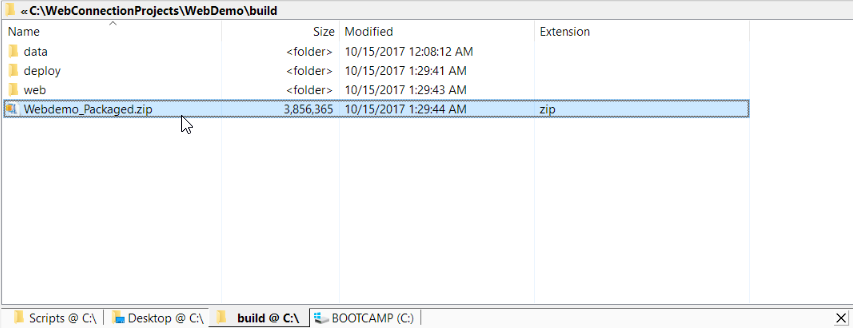 « C:\WebConnectionProjects\WebDemo\build
Name Size Modified Extension
data <folder> 10/15/2017 12:08:12 AM
deploy <folder> 10/15/2017 1:29:41 AM
web <folder> 10/15/2017 1:29:43 AM
Webdemo_Packaged.zip 3,856,365 10/15/2017 1:29:44 AM zip
Scripts @ C:\ Desktop @ C:\ build @ C:\ BOOTCAMP (C:)